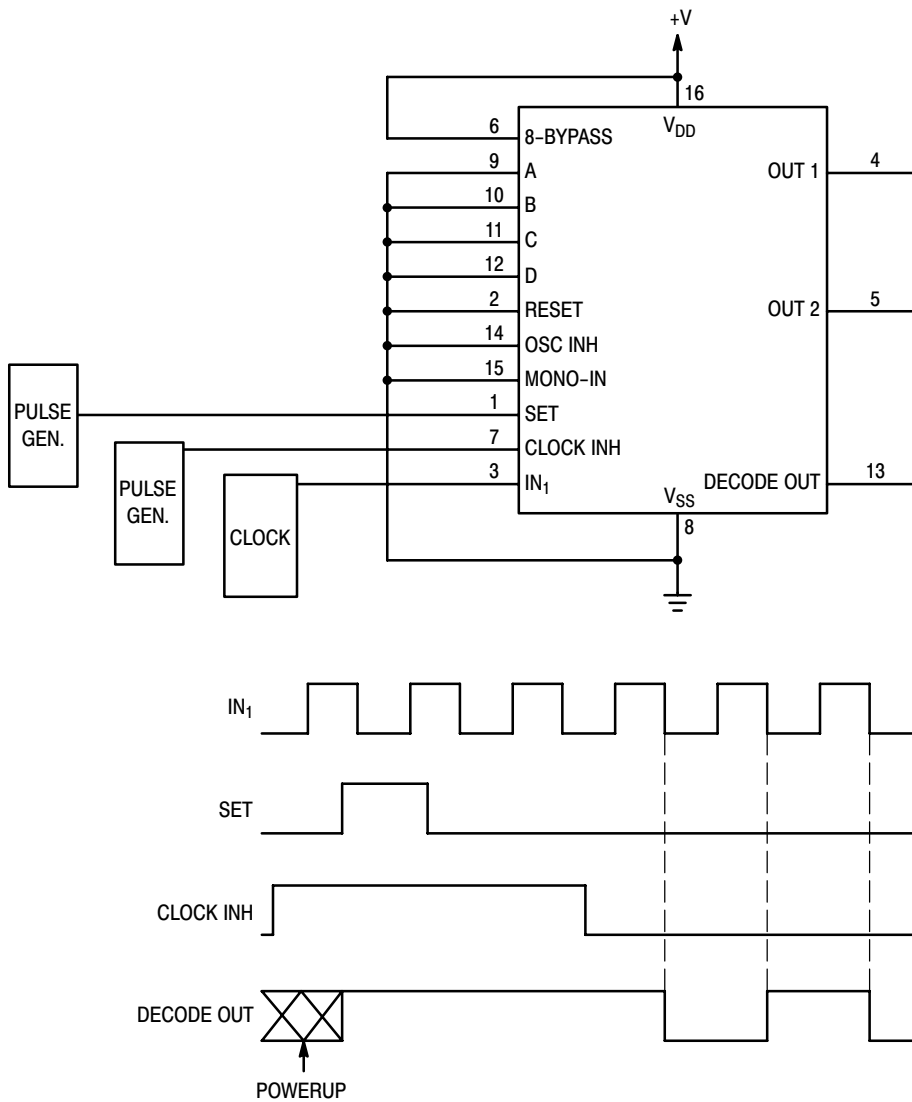 +V
16
VDD
6 8–BYPASS
9 A
OUT 1 4
10 B
11 C
12 D
2 RESET
OUT 2 5
14 OSC INH
15 MONO–IN
1 SET
7 CLOCK INH
3 IN1
DECODE OUT 13
VSS
8
PULSE
GEN.
PULSE
GEN.
CLOCK
IN1
SET
CLOCK INH
DECODE OUT
POWERUP